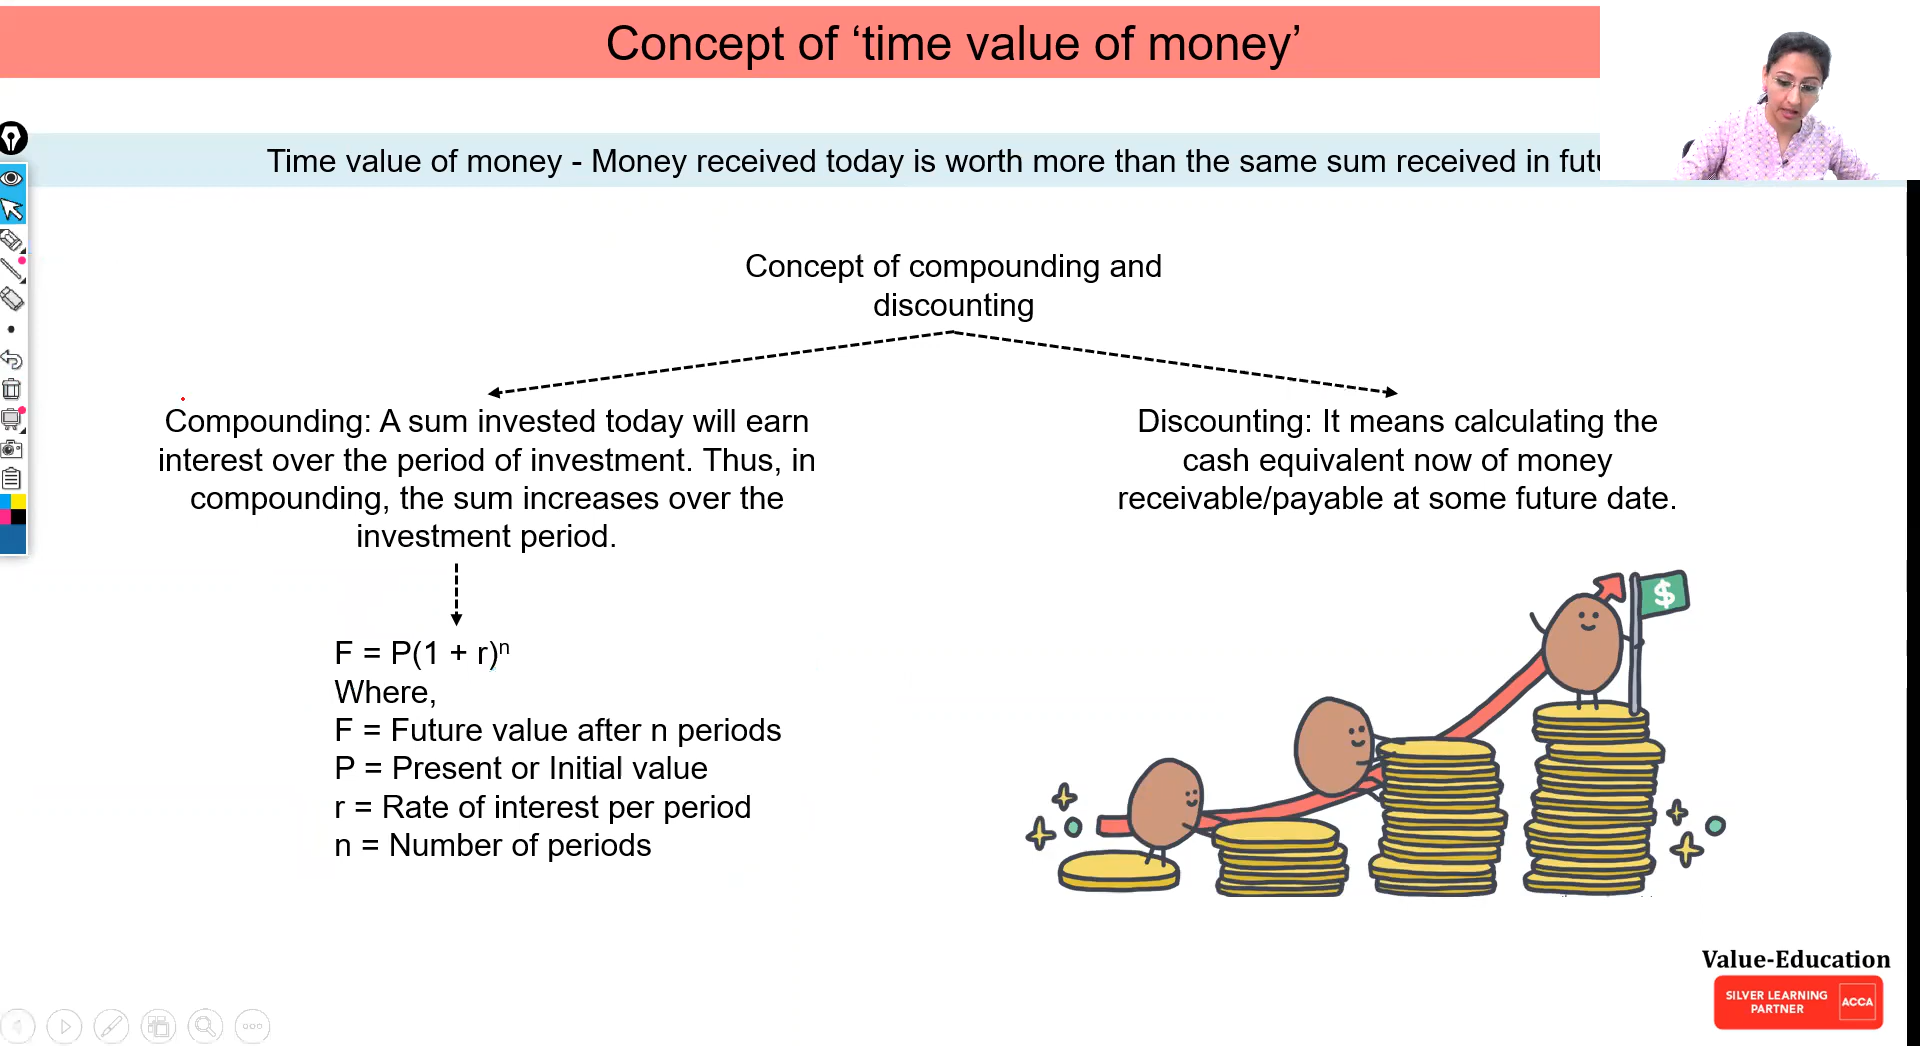 Concept of ‘time value of money’
Time value of money - Money received today is worth more than the same sum received in
Concept of compounding and
discounting
Compounding: A sum invested today will earn
interest over the period of investment. Thus, in
compounding, the sum increases over the
investment period.
Discounting: It means calculating the
cash equivalent now of money
receivable/payable at some future date.
F = P(1 + r)ⁿ
Where,
F = Future value after n periods
P = Present or Initial value
r = Rate of interest per period
n = Number of periods
$
Value-Education
SILVER LEARNING
PARTNER
ACCA